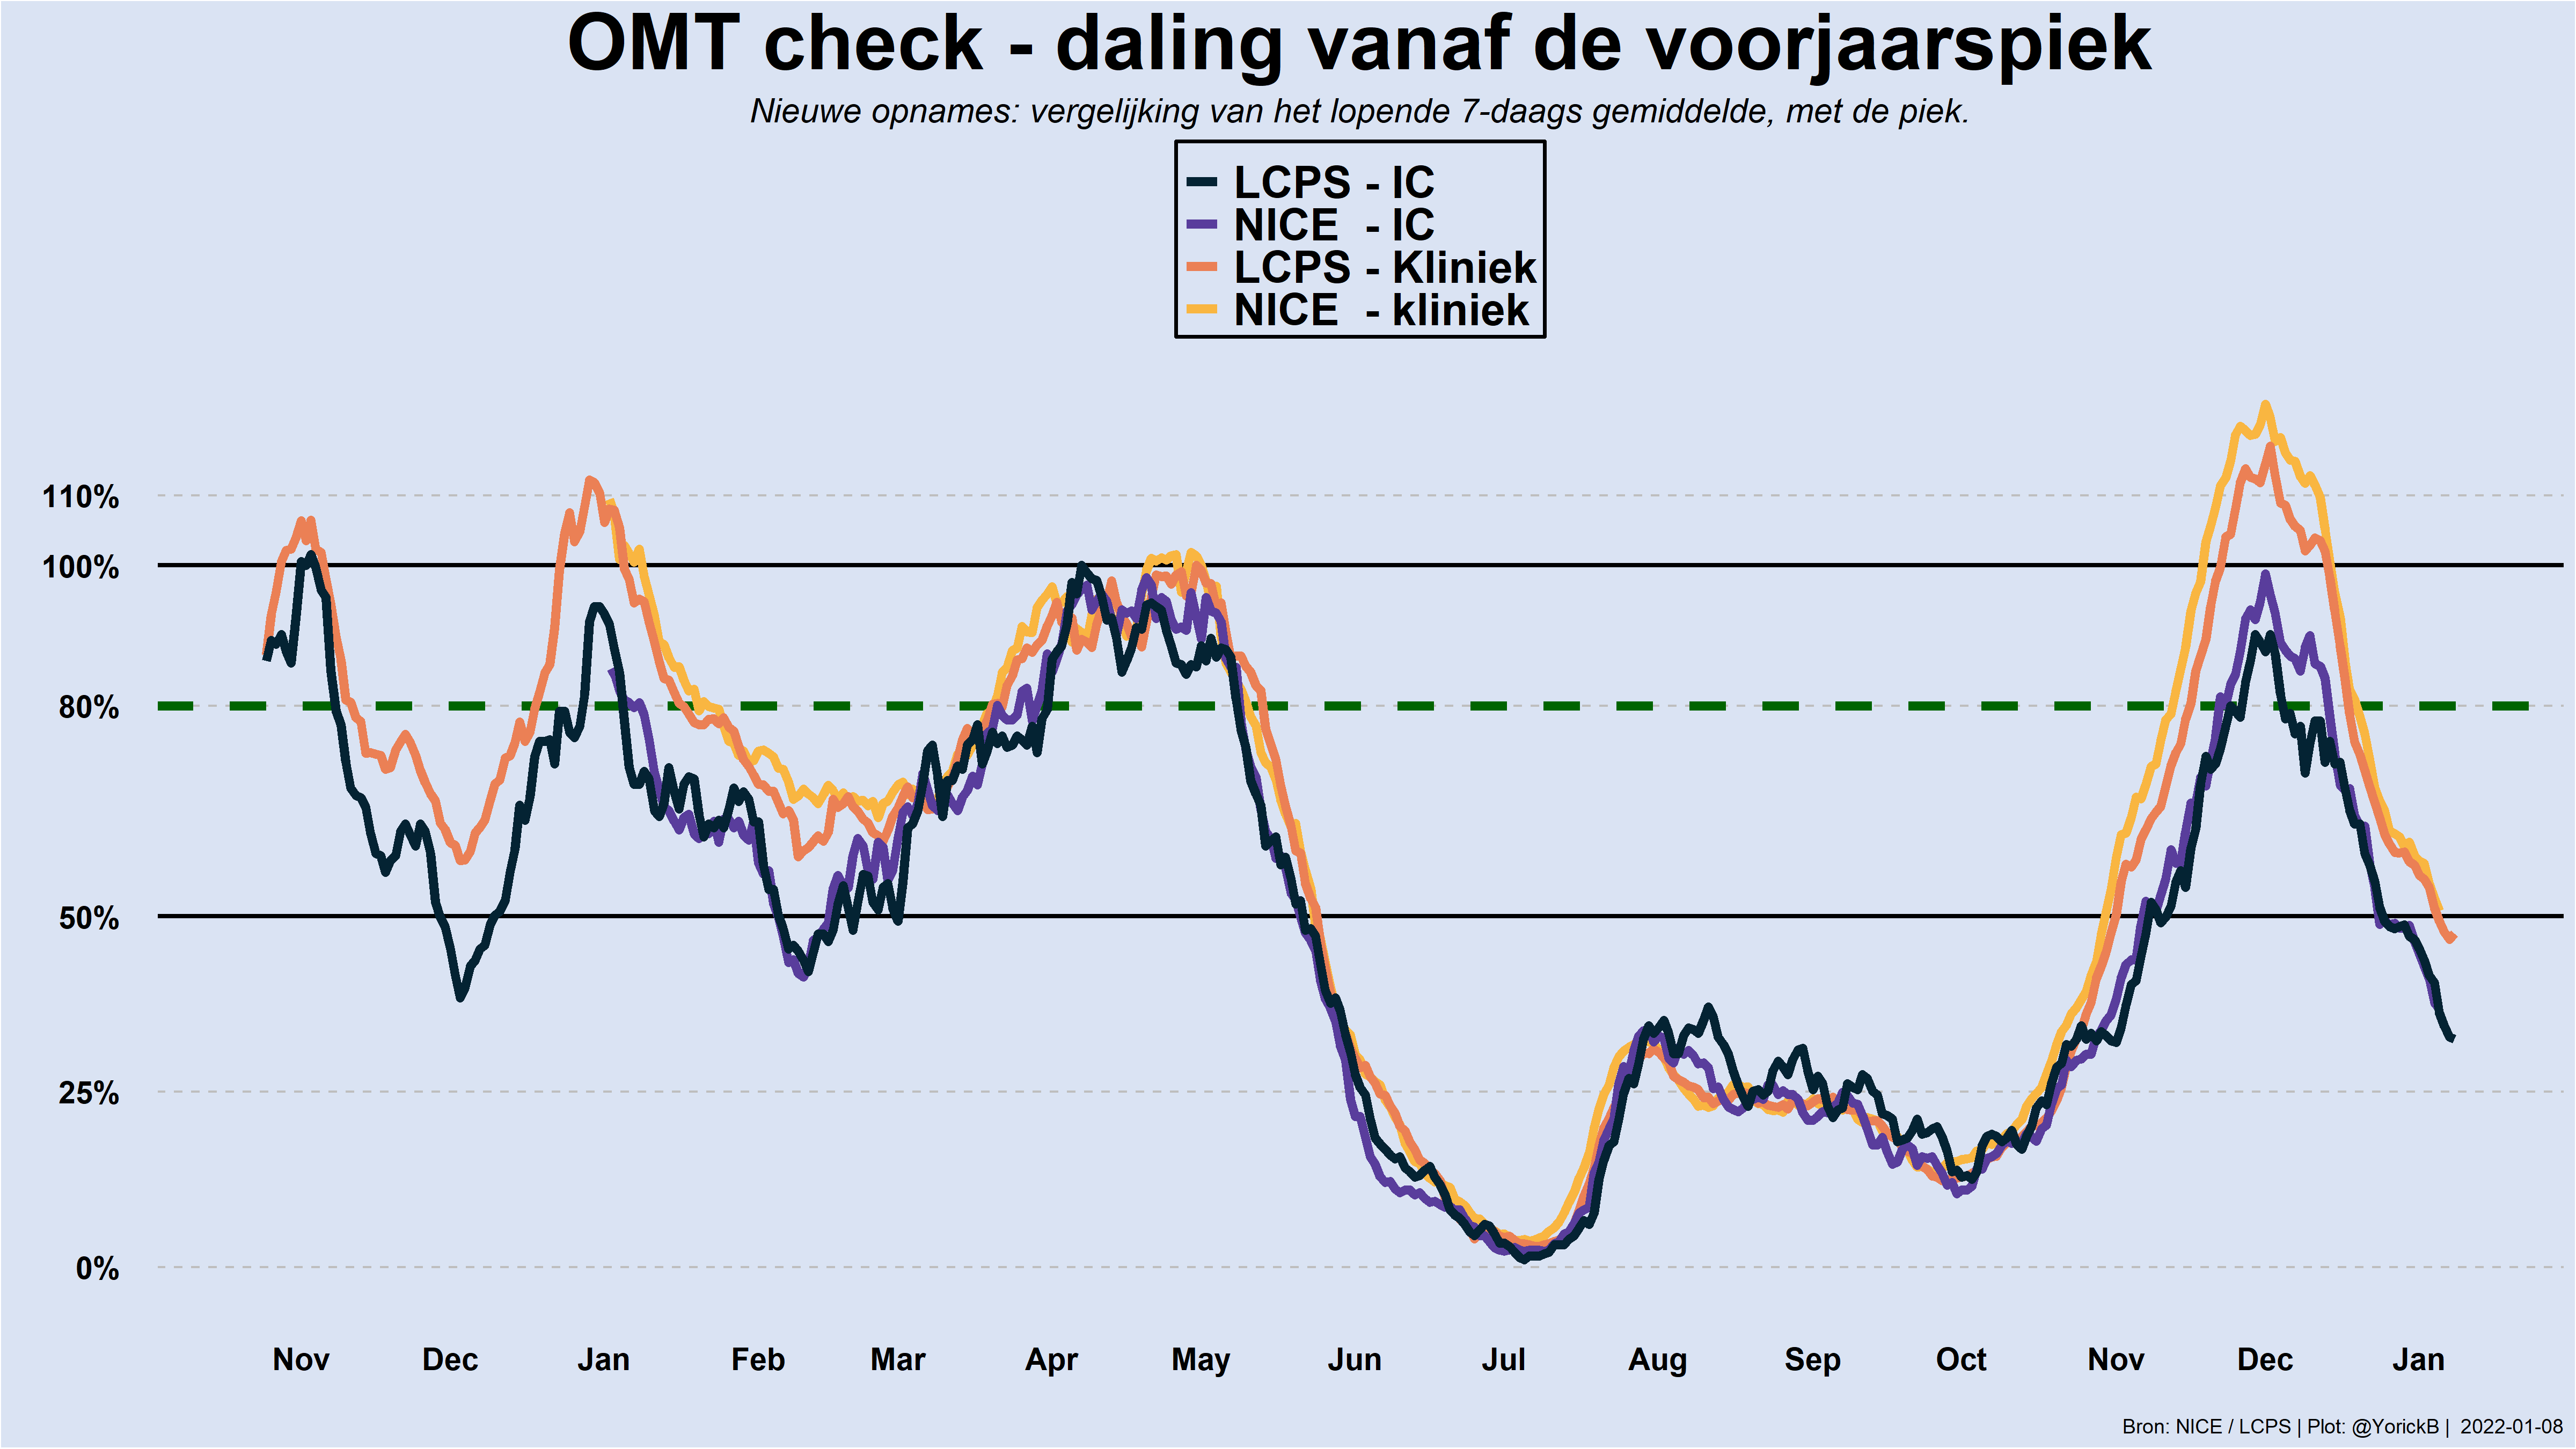 OMT check - daling vanaf de voorjaarspiek
Nieuwe opnames: vergelijking van het lopende 7-daags gemiddelde, met de piek.
LCPS - IC
NICE - IC
LCPS - Kliniek
NICE - kliniek
110%
100%
80%
50%
25%
0%
Nov Dec Jan Feb Mar Apr May Jun Jul Aug Sep Oct Nov Dec Jan
Bron: NICE / LCPS | Plot: @YorickB | 2022-01-08